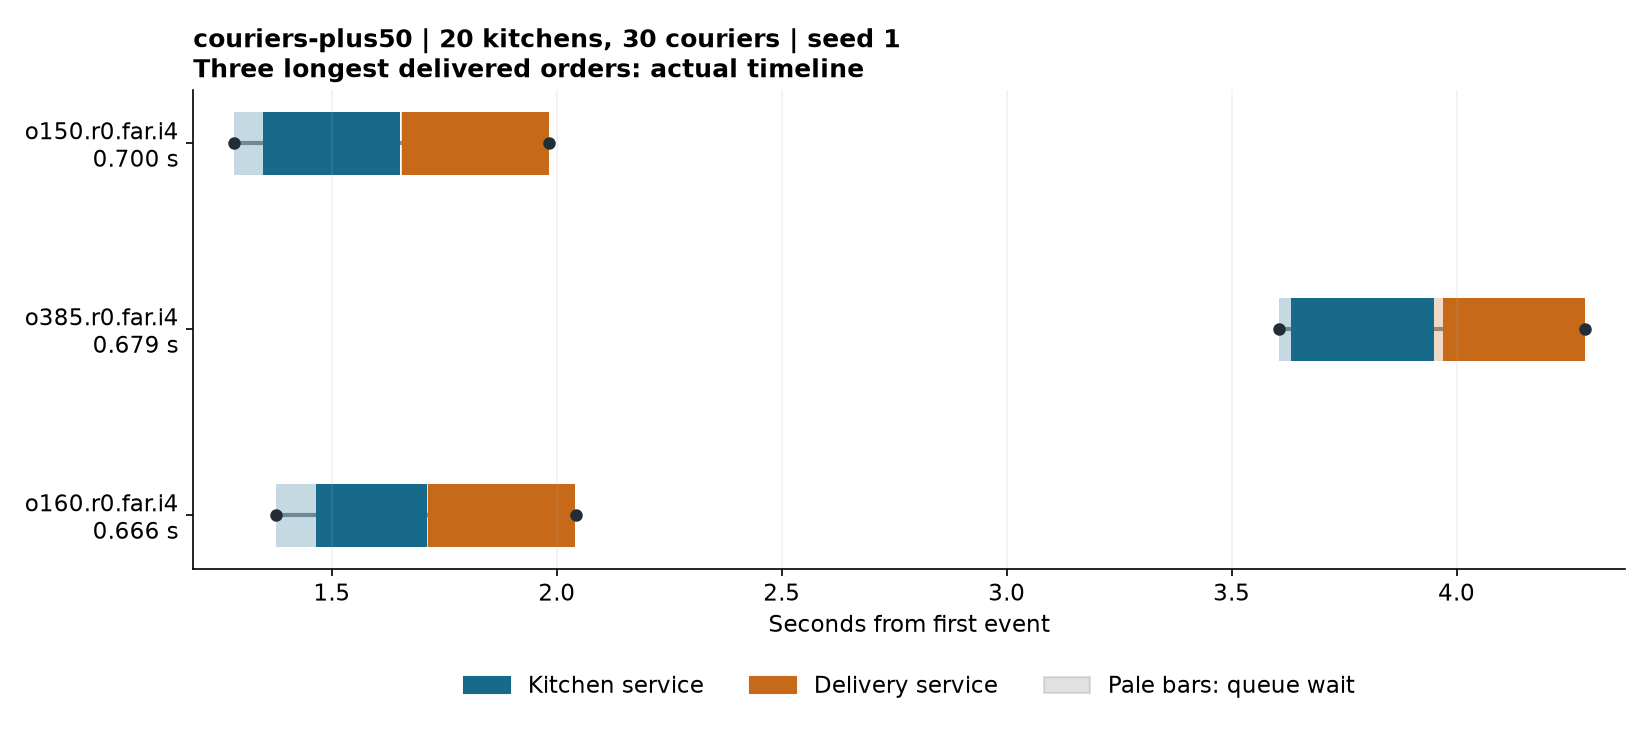 couriers-plus50 | 20 kitchens, 30 couriers | seed 1
Three longest delivered orders: actual timeline
o150.r0.far.i4
0.700 s
o385.r0.far.i4
0.679 s
o160.r0.far.i4
0.666 s
1.5 2.0 2.5 3.0 3.5 4.0
Seconds from first event
Kitchen service Delivery service Pale bars: queue wait